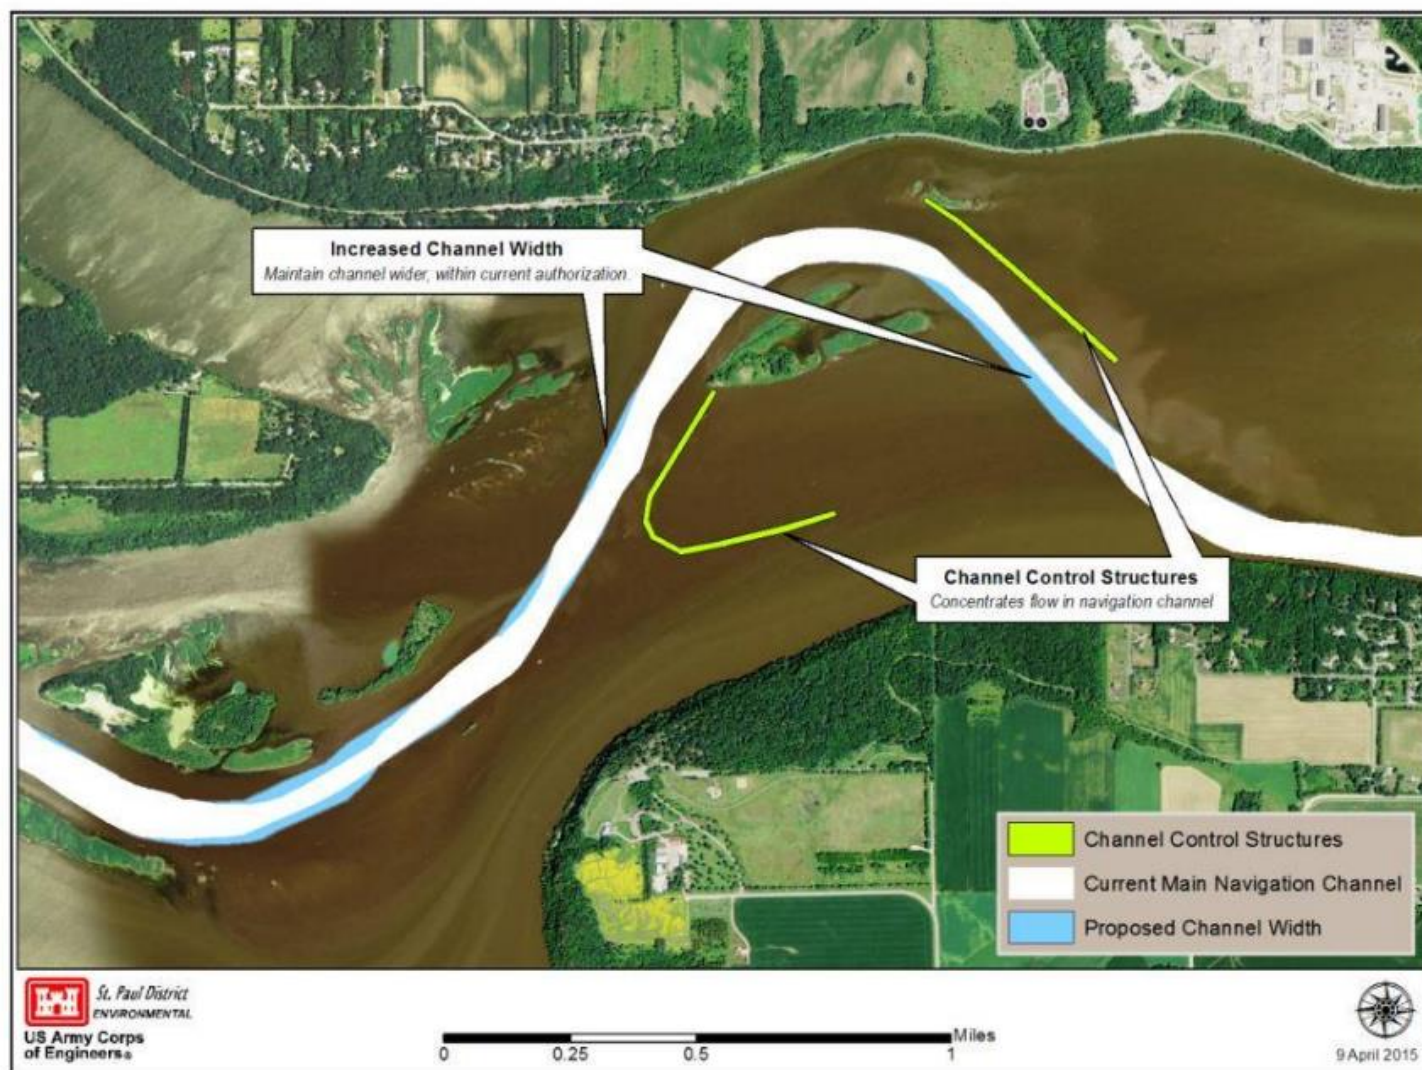 Increased Channel Width
Maintain channel wider, within current authorization.
Channel Control Structures
Concentrates flow in navigation channel
Channel Control Structures
Current Main Navigation Channel
Proposed Channel Width
St. Paul District
ENVIRONMENTAL
US Army Corps
of Engineers®
Miles
0 0.25 0.5 1
9 April 2015